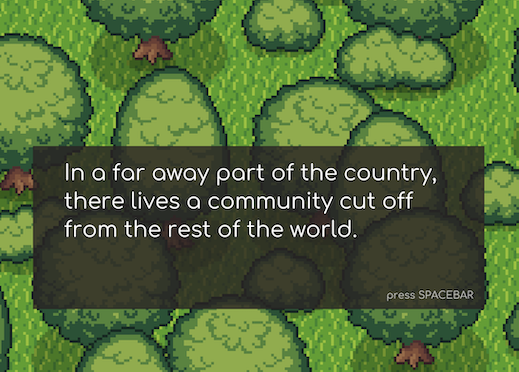 In a far away part of the country,
there lives a community cut off
from the rest of the world.
press SPACEBAR